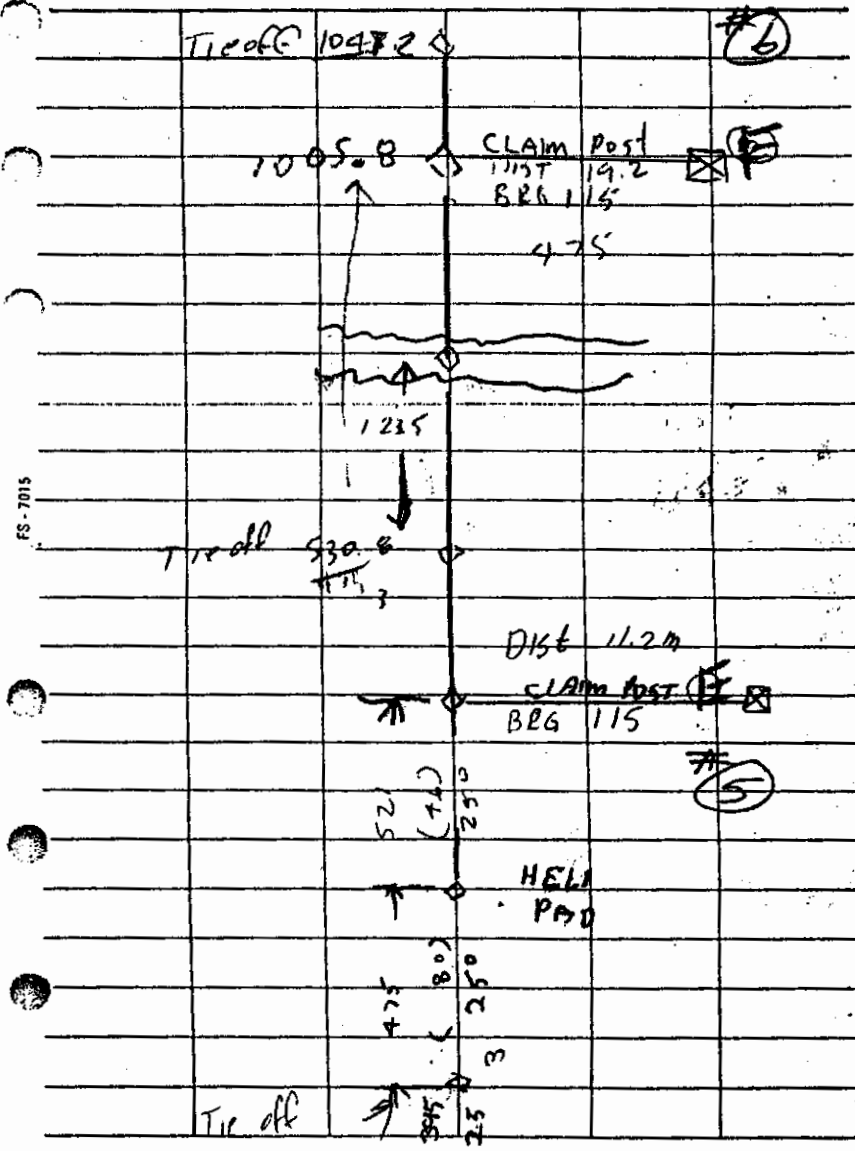 Tie off 1047.2
#6
1005.8
CLAIM Post
DIST 19.2
BRG 115
475
1235
FS - 7015
Tie off 530.8
3
Dist 11.2m
CLAIM POST
BRG 115
#5
521
250
HELI
PAD
475
(80)
250
3
Tie off
395
25